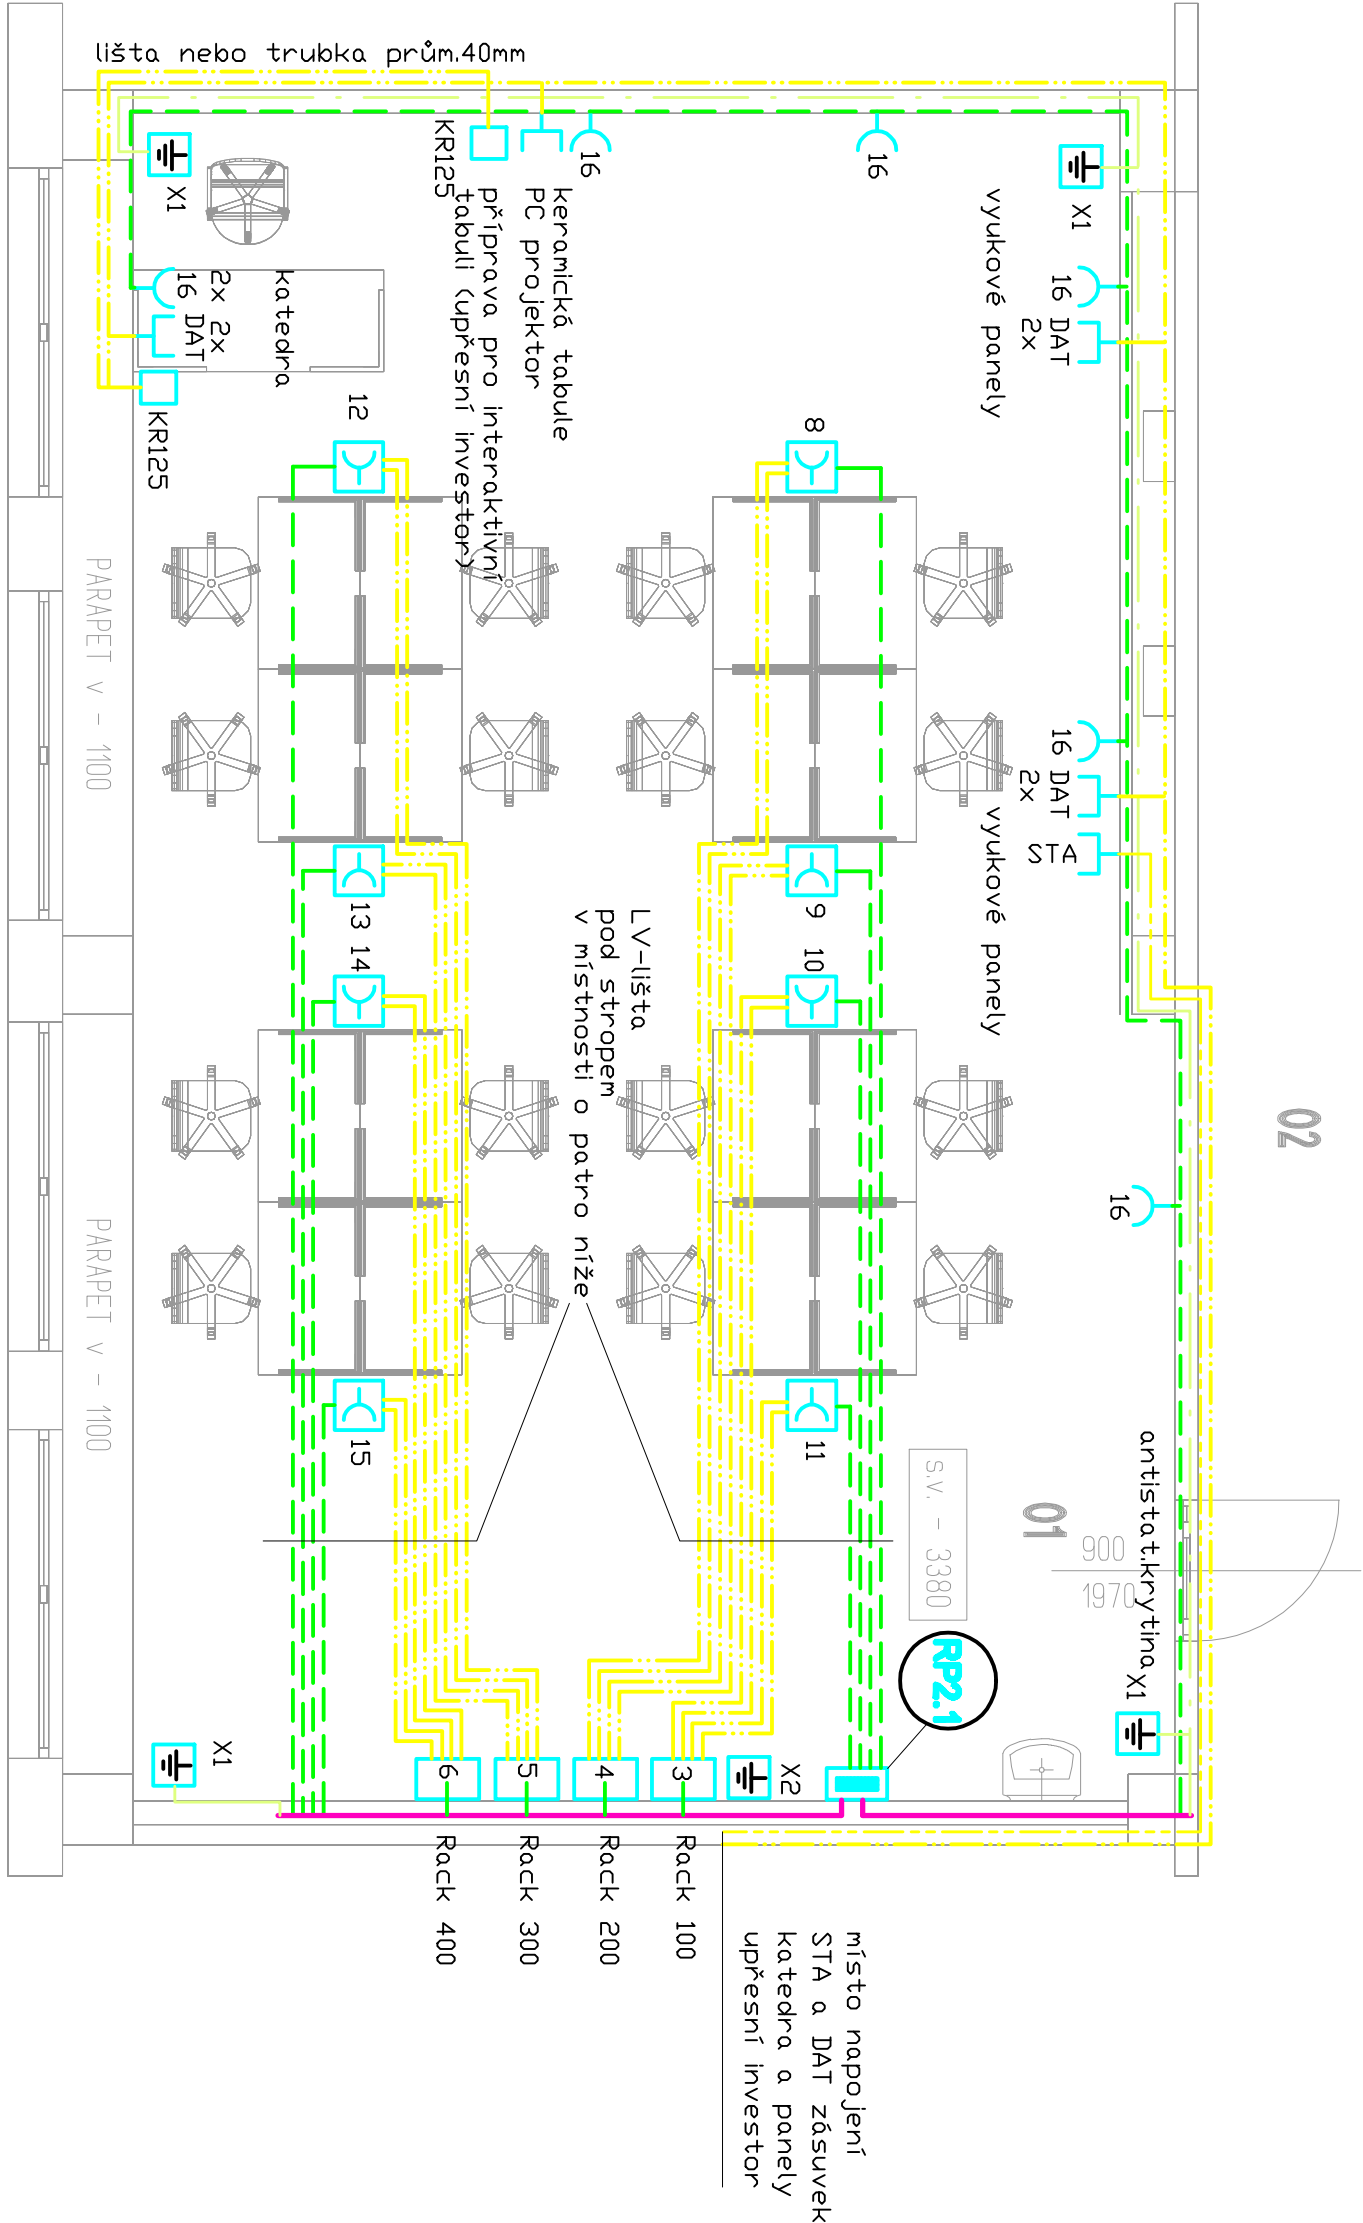 lišta nebo trubka prům.40mm
KR125
16
16
X1
X1
keramická tabule
PC projektor
příprava pro interaktivní
tabuli (upřesní investor)
vyukové panely
16
DAT
2x
katedra
2x
2x
16
DAT
KR125
12
8
PARAPET v - 1100
16
DAT
2x
STA
vyukové panely
13
14
9
10
LV-lišta
pod stropem
v místnosti o patro níže
02
16
PARAPET v - 1100
15
11
S.V. - 3380
01
900
1970
antistat.krytina
RP2.1
X1
X1
X2
6
5
4
3
Rack 400
Rack 300
Rack 200
Rack 100
místo napojení
STA a DAT zásuvek
katedra a panely
upřesní investor